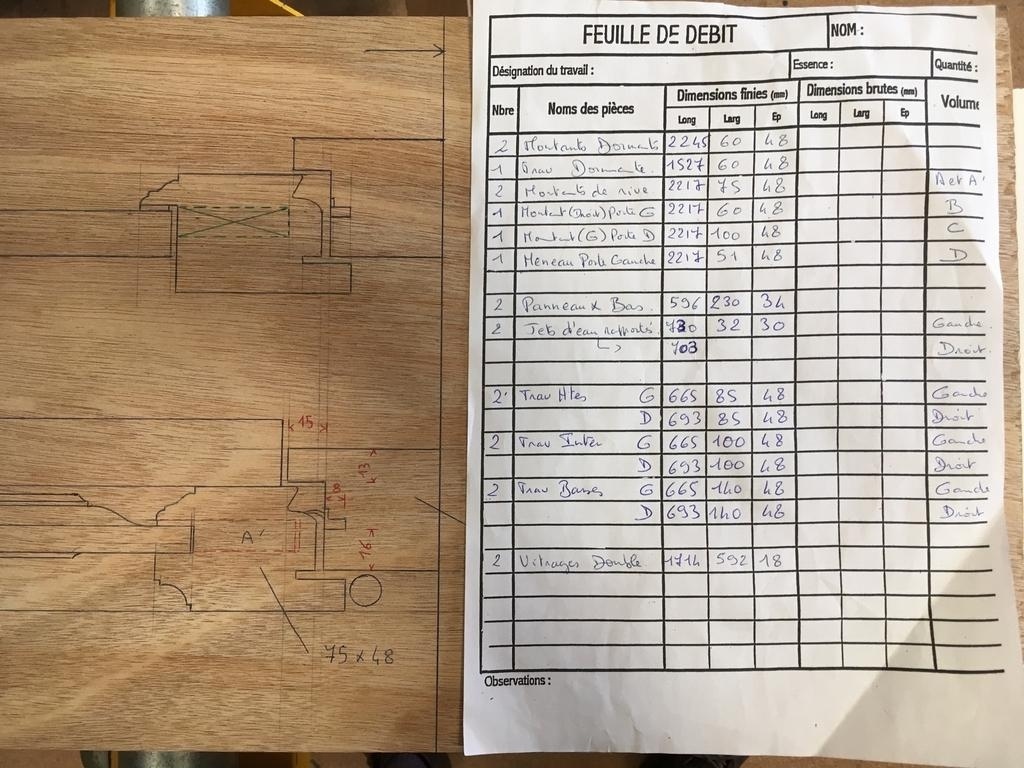 15
13
8
16
A'
75 x 48
FEUILLE DE DEBIT NOM :
Désignation du travail : Essence : Quantité :
Nbre Noms des pièces Dimensions finies (mm) Dimensions brutes (mm) Volume
Long Larg Ep Long Larg Ep
2 Montants Dormants 2245 60 48
1 Trav Dormante. 1527 60 48
2 Montants de rive 2217 75 48 A et A'
1 Montant (Droit) Porte G 2217 60 48 B
1 Montant (G) Porte D 2217 100 48 C
1 Meneau Porte Gauche 2217 51 48 D
2 Panneaux Bas. 596 230 34
2 Jets d'eau rapportés 730 32 30 Gauche.
703 Droit.
2 Trav Htes G 665 85 48 Gauche
D 693 85 48 Droit
2 Trav Inter G 665 100 48 Gauche
D 693 100 48 Droit
2 Trav Basses G 665 140 48 Gauche
D 693 140 48 Droit
2 Vitrages Double 1714 592 18
Observations :